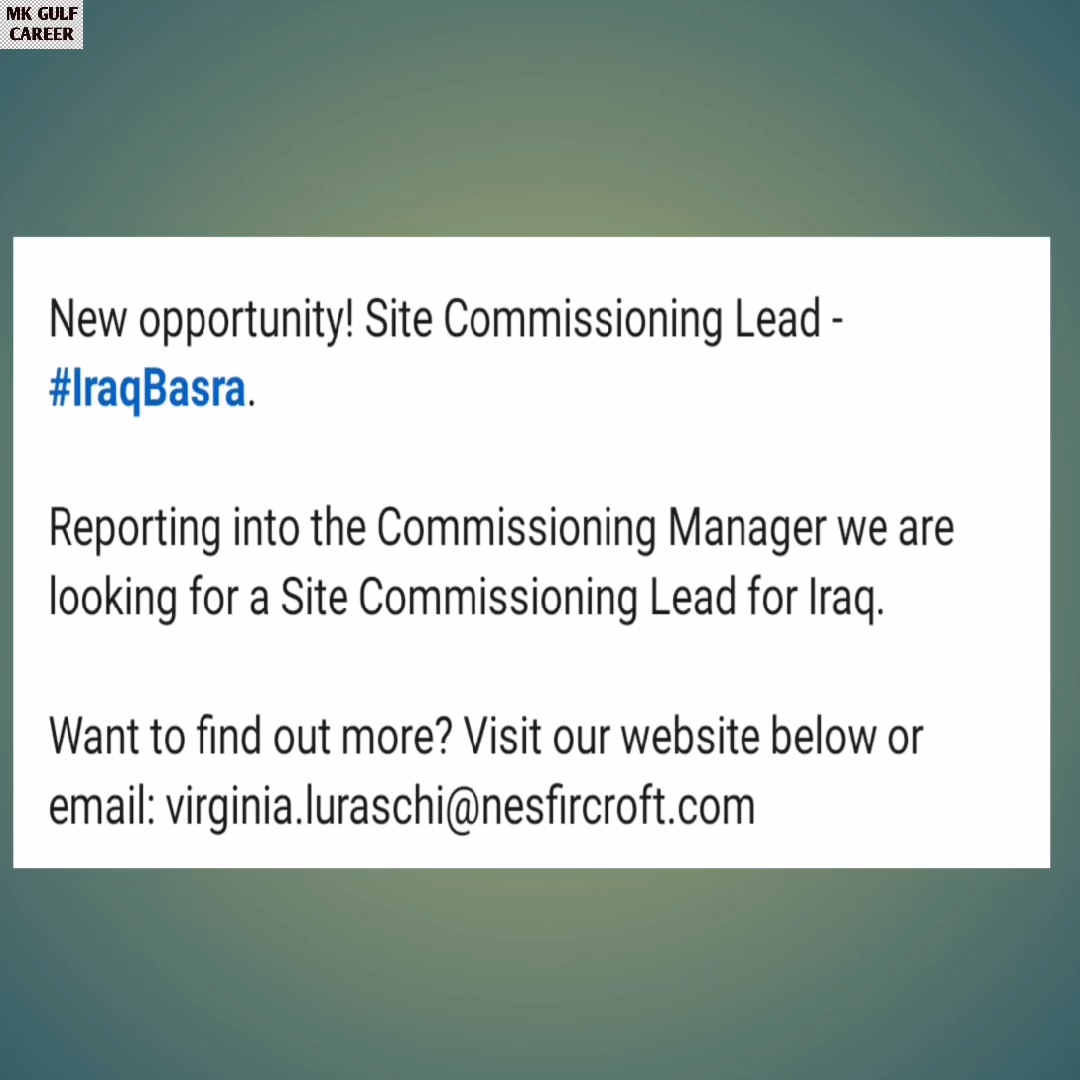 MK GULF
CAREER
New opportunity! Site Commissioning Lead -
#IraqBasra.
Reporting into the Commissioning Manager we are
looking for a Site Commissioning Lead for Iraq.
Want to find out more? Visit our website below or
email: virginia.luraschi@nesfircroft.com